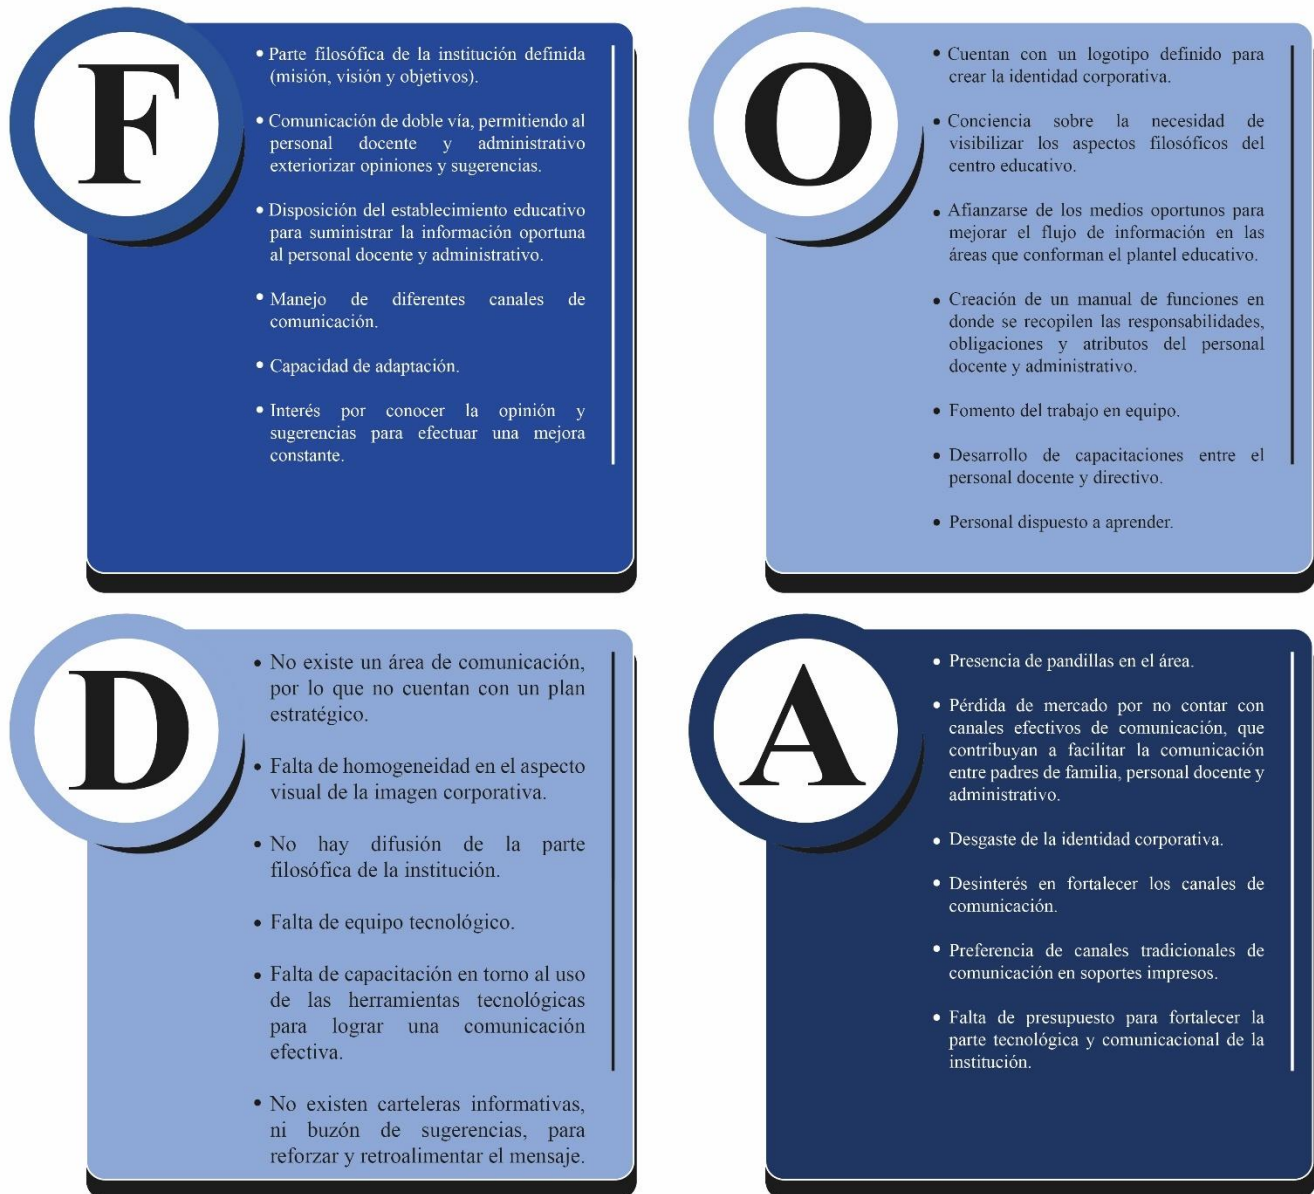 F
• Parte filosófica de la institución definida
(misión, visión y objetivos).
• Comunicación de doble vía, permitiendo al
personal docente y administrativo
exteriorizar opiniones y sugerencias.
• Disposición del establecimiento educativo
para suministrar la información oportuna
al personal docente y administrativo.
• Manejo de diferentes canales de
comunicación.
• Capacidad de adaptación.
• Interés por conocer la opinión y
sugerencias para efectuar una mejora
constante.
O
• Cuentan con un logotipo definido para
crear la identidad corporativa.
• Conciencia sobre la necesidad de
visibilizar los aspectos filosóficos del
centro educativo.
• Afianzarse de los medios oportunos para
mejorar el flujo de información en las
áreas que conforman el plantel educativo.
• Creación de un manual de funciones en
donde se recopilen las responsabilidades,
obligaciones y atributos del personal
docente y administrativo.
• Fomento del trabajo en equipo.
• Desarrollo de capacitaciones entre el
personal docente y directivo.
• Personal dispuesto a aprender.
D
• No existe un área de comunicación,
por lo que no cuentan con un plan
estratégico.
• Falta de homogeneidad en el aspecto
visual de la imagen corporativa.
• No hay difusión de la parte
filosófica de la institución.
• Falta de equipo tecnológico.
• Falta de capacitación en torno al uso
de las herramientas tecnológicas
para lograr una comunicación
efectiva.
• No existen carteleras informativas,
ni buzón de sugerencias, para
reforzar y retroalimentar el mensaje.
A
• Presencia de pandillas en el área.
• Pérdida de mercado por no contar con
canales efectivos de comunicación, que
contribuyan a facilitar la comunicación
entre padres de familia, personal docente y
administrativo.
• Desgaste de la identidad corporativa.
• Desinterés en fortalecer los canales de
comunicación.
• Preferencia de canales tradicionales de
comunicación en soportes impresos.
• Falta de presupuesto para fortalecer la
parte tecnológica y comunicacional de la
institución.